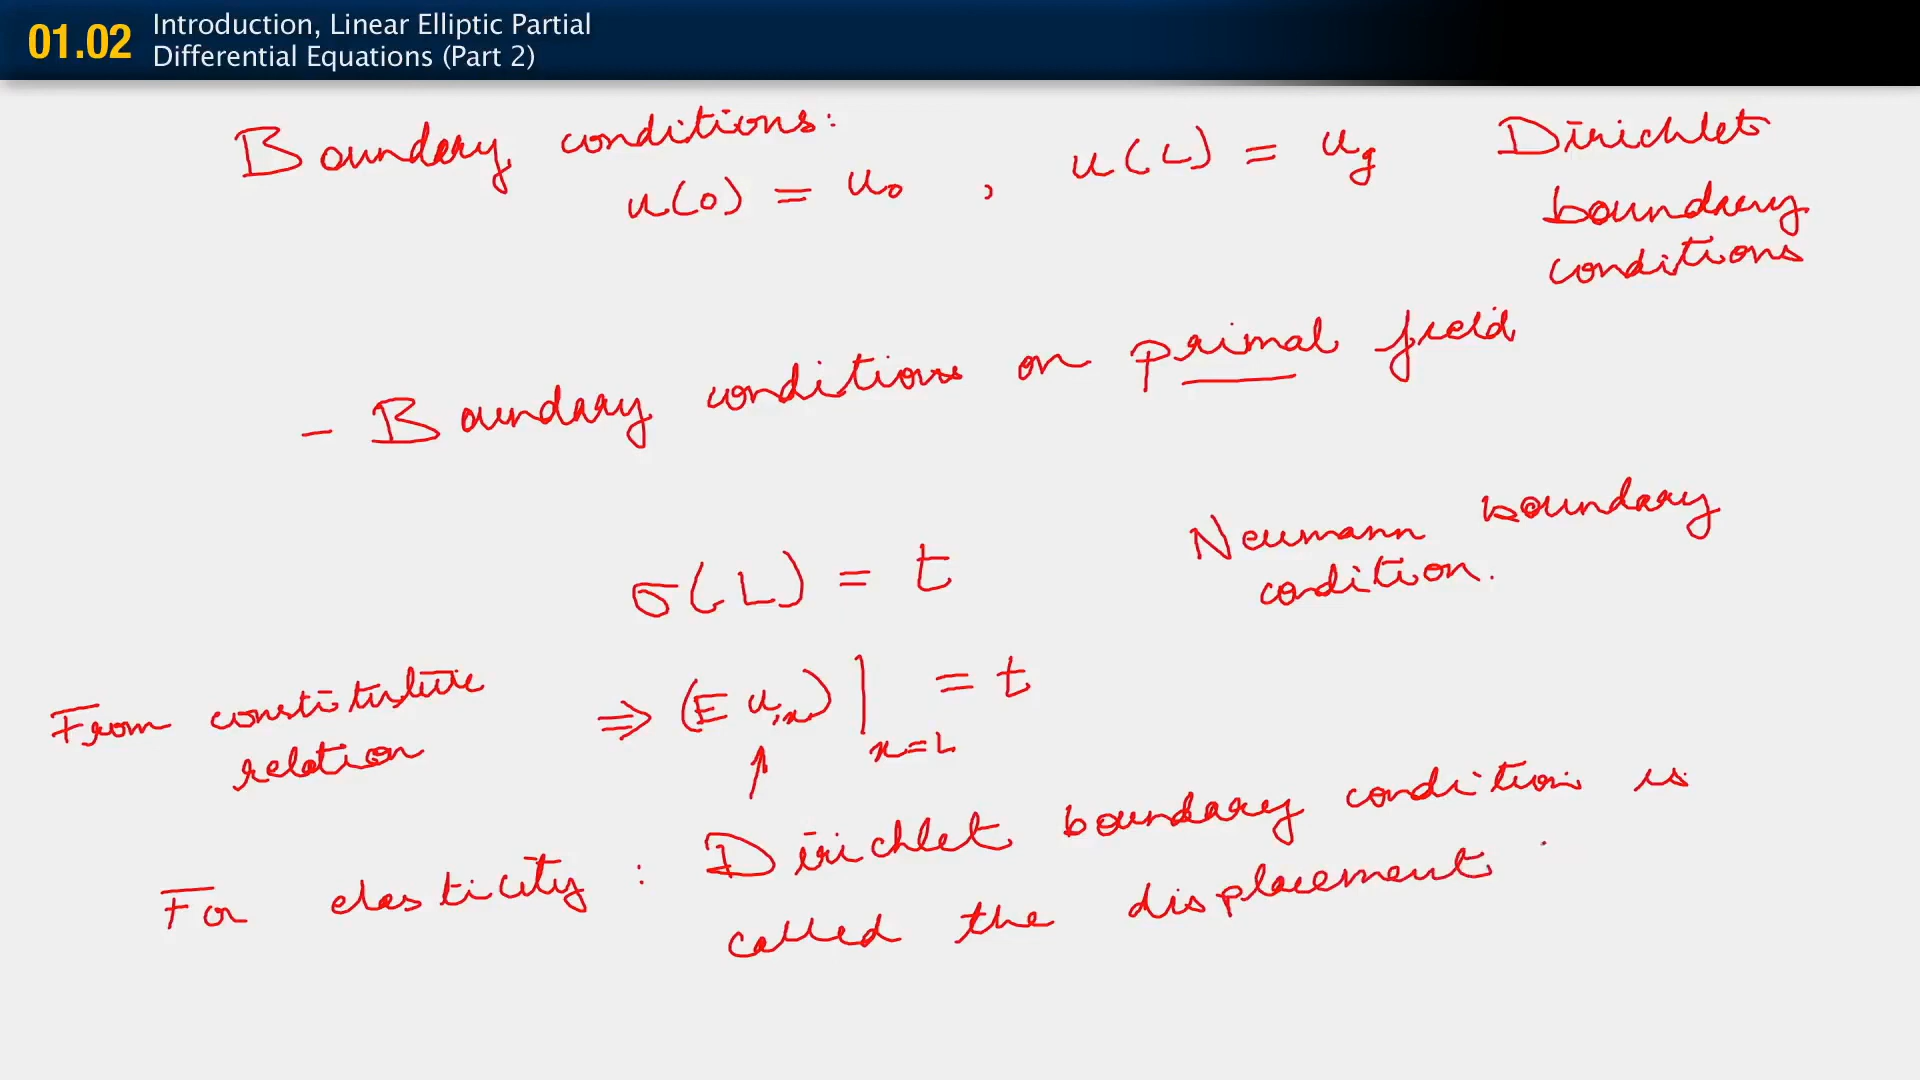 01.02
Introduction, Linear Elliptic Partial
Differential Equations (Part 2)
Boundary conditions:
u(0) = u₀ , u(L) = u_g Dirichlet
boundary
conditions
- Boundary conditions on primal field
σ(L) = t Neumann boundary
condition.
From constitutive
relation ⇒ (E u,ₓ)|ₓ₌L = t
↑
For elasticity : Dirichlet boundary condition is
called the displacement